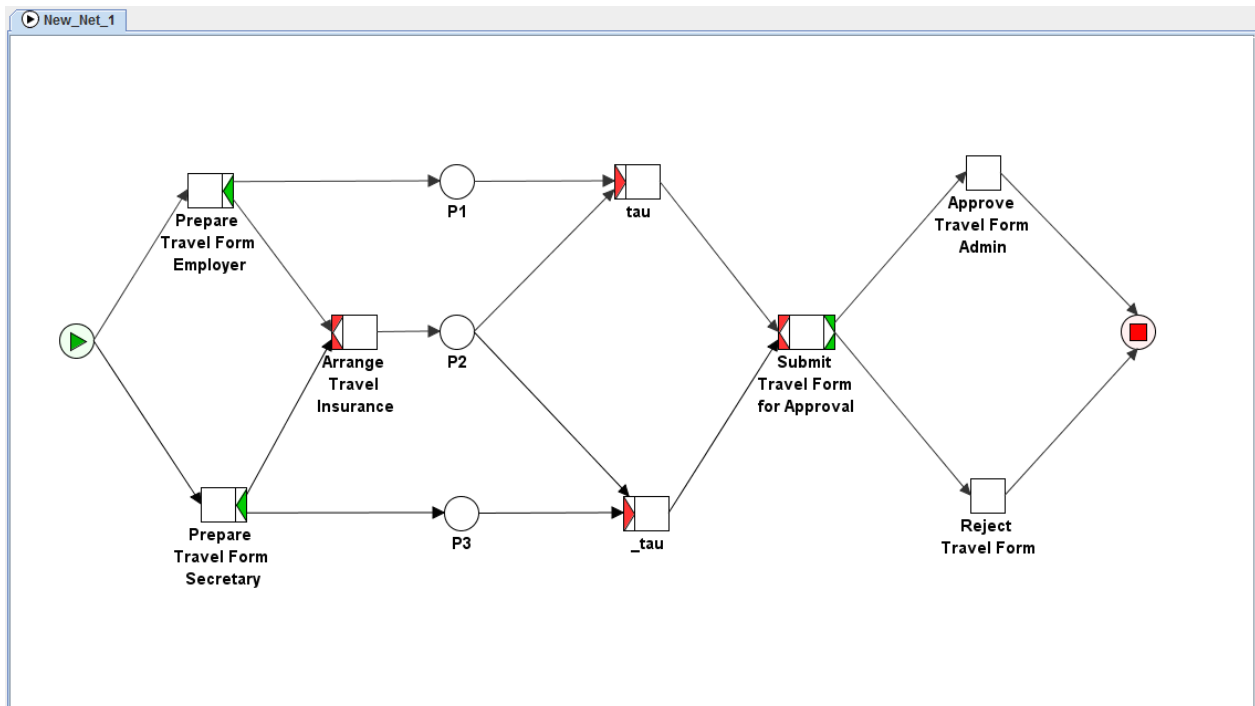 New_Net_1
Prepare
Travel Form
Employer
P1
tau
Approve
Travel Form
Admin
Arrange
Travel
Insurance
P2
Submit
Travel Form
for Approval
Prepare
Travel Form
Secretary
P3
_tau
Reject
Travel Form